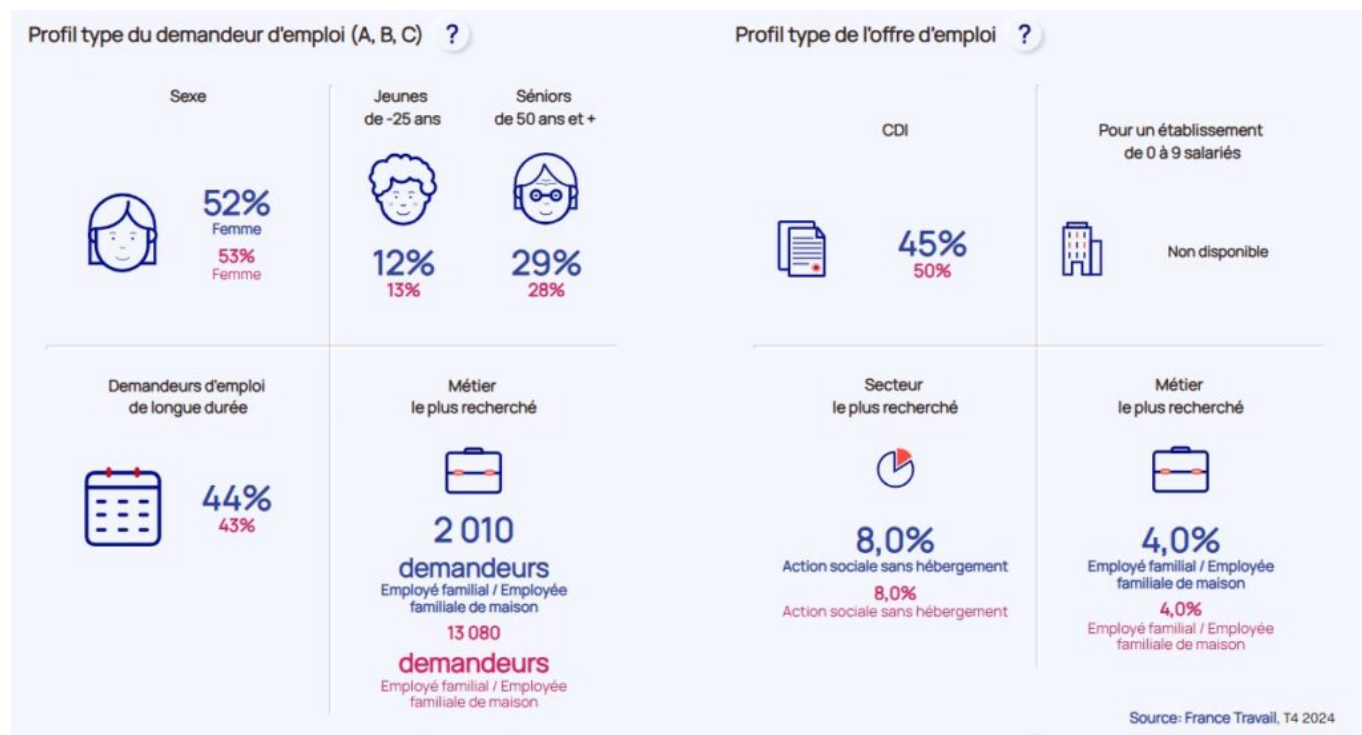 Profil type du demandeur d'emploi (A, B, C) ?
Sexe
52%
Femme
53%
Femme
Jeunes
de -25 ans
12%
13%
Séniors
de 50 ans et +
29%
28%
Demandeurs d'emploi
de longue durée
44%
43%
Métier
le plus recherché
2 010
demandeurs
Employé familial / Employée
familiale de maison
13 080
demandeurs
Employé familial / Employée
familiale de maison
Profil type de l'offre d'emploi ?
CDI
45%
50%
Pour un établissement
de 0 à 9 salariés
Non disponible
Secteur
le plus recherché
8,0%
Action sociale sans hébergement
8,0%
Action sociale sans hébergement
Métier
le plus recherché
4,0%
Employé familial / Employée
familiale de maison
4,0%
Employé familial / Employée
familiale de maison
Source: France Travail, T4 2024